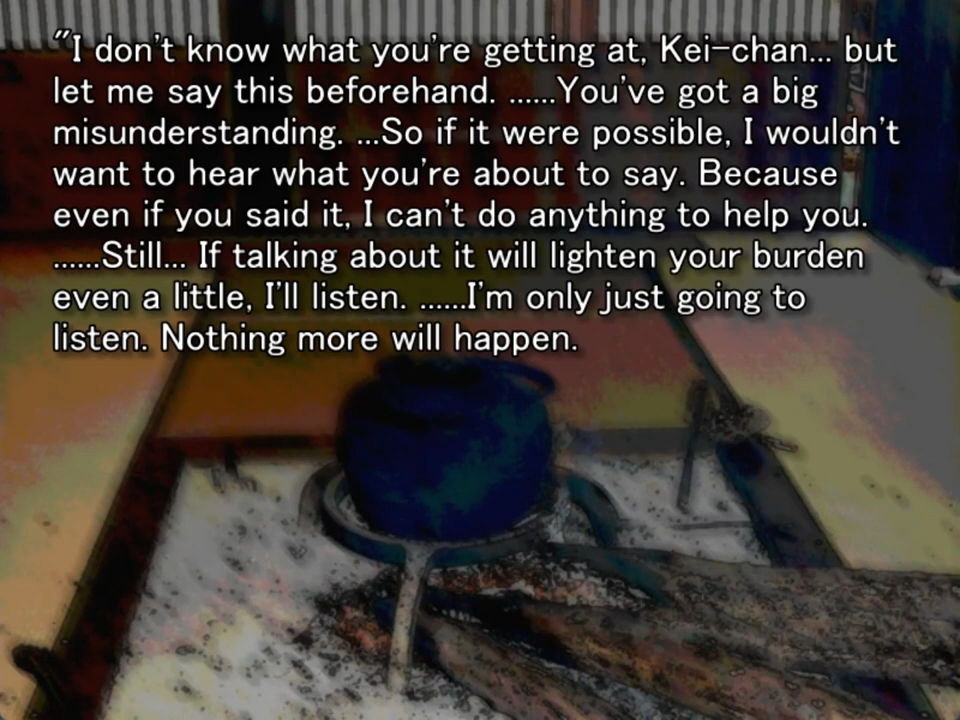 "I don't know what you're getting at, Kei-chan... but
let me say this beforehand. ......You've got a big
misunderstanding. ...So if it were possible, I wouldn't
want to hear what you're about to say. Because
even if you said it, I can't do anything to help you.
......Still... If talking about it will lighten your burden
even a little, I'll listen. ......I'm only just going to
listen. Nothing more will happen.